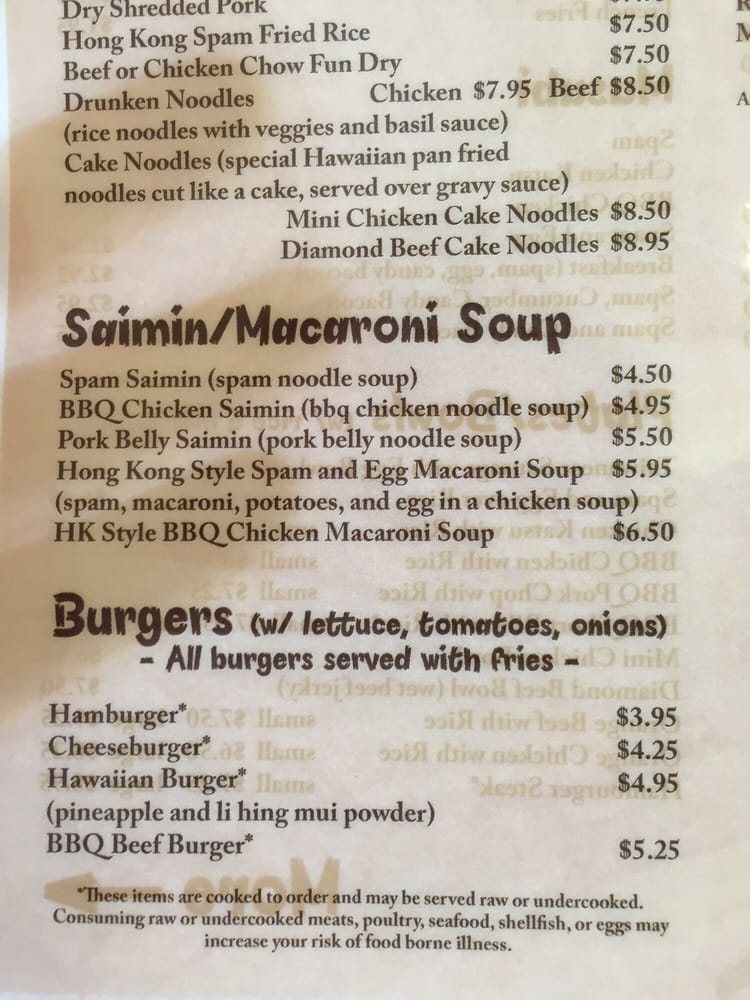 Dry Shredded Pork
Hong Kong Spam Fried Rice $7.50
Beef or Chicken Chow Fun Dry $7.50
Drunken Noodles Chicken $7.95 Beef $8.50
(rice noodles with veggies and basil sauce)
Cake Noodles (special Hawaiian pan fried
noodles cut like a cake, served over gravy sauce)
Mini Chicken Cake Noodles $8.50
Diamond Beef Cake Noodles $8.95
Saimin/Macaroni Soup
Spam Saimin (spam noodle soup) $4.50
BBQ Chicken Saimin (bbq chicken noodle soup) $4.95
Pork Belly Saimin (pork belly noodle soup) $5.50
Hong Kong Style Spam and Egg Macaroni Soup $5.95
(spam, macaroni, potatoes, and egg in a chicken soup)
HK Style BBQ Chicken Macaroni Soup $6.50
Burgers (w/ lettuce, tomatoes, onions)
- All burgers served with fries -
Hamburger* $3.95
Cheeseburger* $4.25
Hawaiian Burger* $4.95
(pineapple and li hing mui powder)
BBQ Beef Burger* $5.25
*These items are cooked to order and may be served raw or undercooked.
Consuming raw or undercooked meats, poultry, seafood, shellfish, or eggs may
increase your risk of food borne illness.